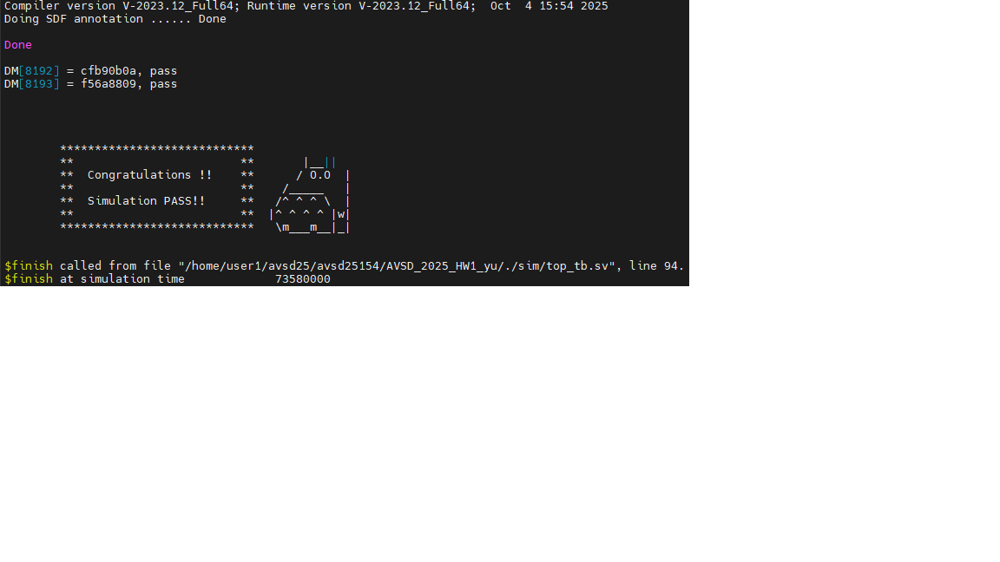 Compiler version V-2023.12_Full64; Runtime version V-2023.12_Full64;  Oct  4 15:54 2025
Doing SDF annotation ...... Done

Done

DM[8192] = cfb90b0a, pass
DM[8193] = f56a8809, pass

        ****************************
        **                        **       |__||
        **  Congratulations !!    **      / O.O  |
        **                        **    /_____   |
        **  Simulation PASS!!     **   /^ ^ ^ \  |
        **                        **  |^ ^ ^ ^ |w|
        ****************************   \m___m__|_|

$finish called from file "/home/user1/avsd25/avsd25154/AVSD_2025_HW1_yu/./sim/top_tb.sv", line 94.
$finish at simulation time             73580000